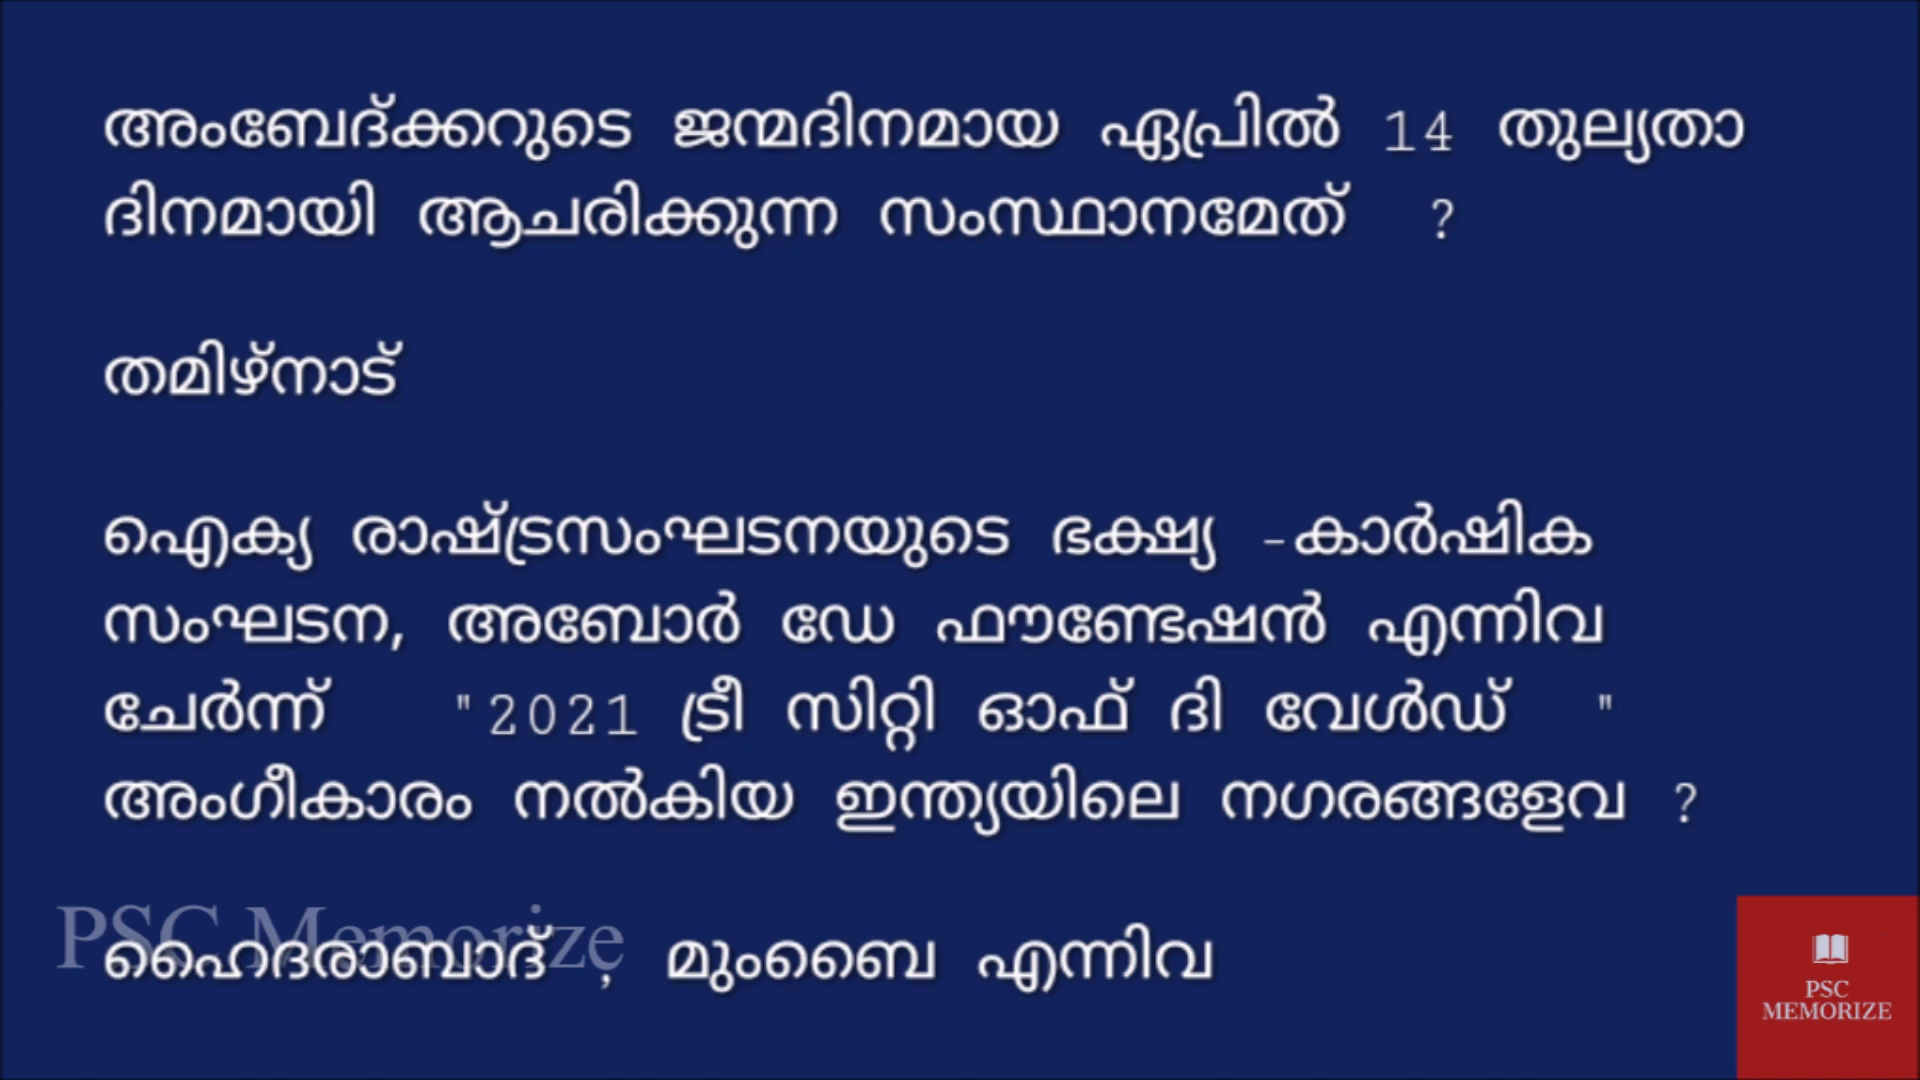 അംബേദ്ക്കറുടെ ജന്മദിനമായ ഏപ്രിൽ 14 തുല്യതാ
ദിനമായി ആചരിക്കുന്ന സംസ്ഥാനമേത് ?
തമിഴ്നാട്
ഐക്യ രാഷ്ട്രസംഘടനയുടെ ഭക്ഷ്യ -കാർഷിക
സംഘടന, അബോർ ഡേ ഫൗണ്ടേഷൻ എന്നിവ
ചേർന്ന് "2021 ട്രീ സിറ്റി ഓഫ് ദി വേൾഡ് "
അംഗീകാരം നൽകിയ ഇന്ത്യയിലെ നഗരങ്ങളേവ ?
ഹൈദരാബാദ് , മുംബൈ എന്നിവ
PSC Memorize
PSC
MEMORIZE